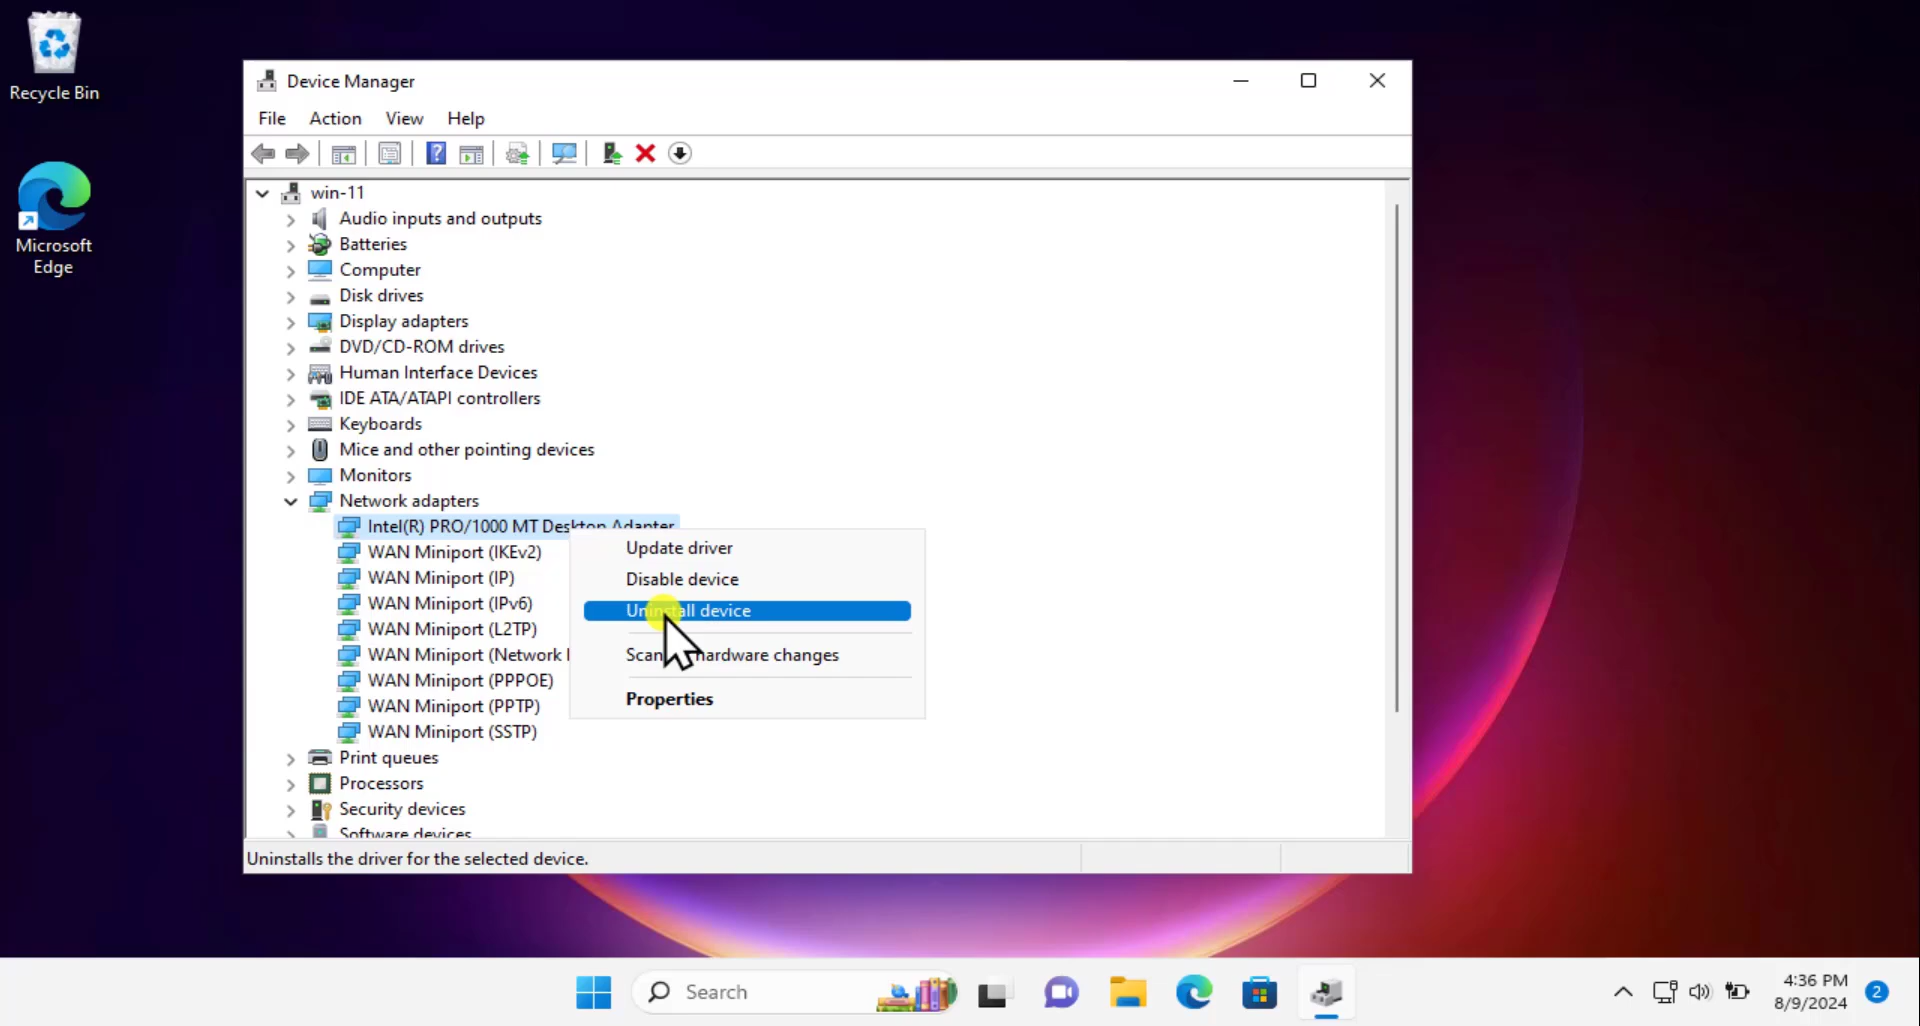 Recycle Bin
Microsoft
Edge
Device Manager
File Action View Help
win-11
Audio inputs and outputs
Batteries
Computer
Disk drives
Display adapters
DVD/CD-ROM drives
Human Interface Devices
IDE ATA/ATAPI controllers
Keyboards
Mice and other pointing devices
Monitors
Network adapters
Intel(R) PRO/1000 MT Desktop Adapter
WAN Miniport (IKEv2)
WAN Miniport (IP)
WAN Miniport (IPv6)
WAN Miniport (L2TP)
WAN Miniport (Network
WAN Miniport (PPPOE)
WAN Miniport (PPTP)
WAN Miniport (SSTP)
Print queues
Processors
Security devices
Software devices
Update driver
Disable device
Uninstall device
Scan hardware changes
Properties
Uninstalls the driver for the selected device.
Search
4:36 PM
8/9/2024
2